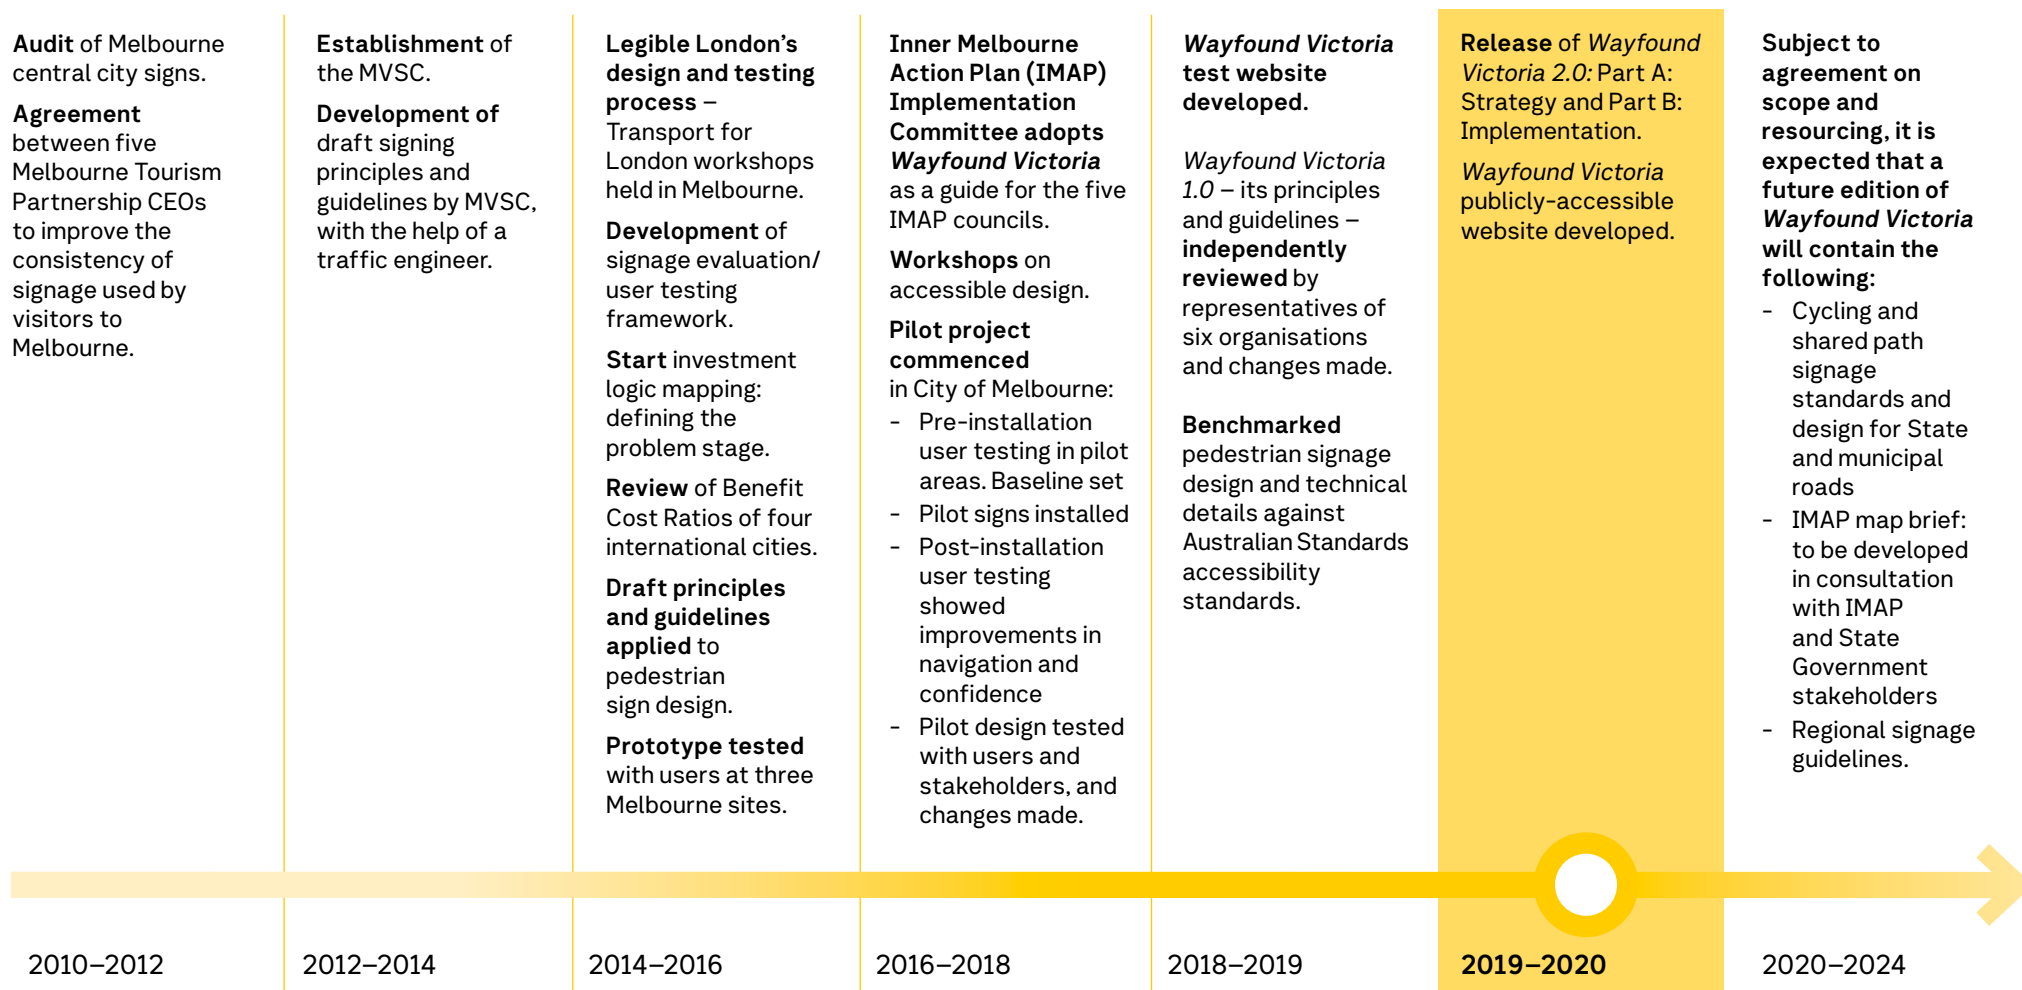 Audit of Melbourne
central city signs.
Agreement
between five
Melbourne Tourism
Partnership CEOs
to improve the
consistency of
signage used by
visitors to
Melbourne.
2010–2012
Establishment of
the MVSC.
Development of
draft signing
principles and
guidelines by MVSC,
with the help of a
traffic engineer.
2012–2014
Legible London’s
design and testing
process –
Transport for
London workshops
held in Melbourne.
Development of
signage evaluation/
user testing
framework.
Start investment
logic mapping:
defining the
problem stage.
Review of Benefit
Cost Ratios of four
international cities.
Draft principles
and guidelines
applied to
pedestrian
sign design.
Prototype tested
with users at three
Melbourne sites.
2014–2016
Inner Melbourne
Action Plan (IMAP)
Implementation
Committee adopts
Wayfound Victoria
as a guide for the five
IMAP councils.
Workshops on
accessible design.
Pilot project
commenced
in City of Melbourne:
- Pre-installation
user testing in pilot
areas. Baseline set
- Pilot signs installed
- Post-installation
user testing
showed
improvements in
navigation and
confidence
- Pilot design tested
with users and
stakeholders, and
changes made.
2016–2018
Wayfound Victoria
test website
developed.
Wayfound Victoria
1.0 – its principles
and guidelines –
independently
reviewed by
representatives of
six organisations
and changes made.
Benchmarked
pedestrian signage
design and technical
details against
Australian Standards
accessibility
standards.
2018–2019
Release of Wayfound
Victoria 2.0: Part A:
Strategy and Part B:
Implementation.
Wayfound Victoria
publicly-accessible
website developed.
2019–2020
Subject to
agreement on
scope and
resourcing, it is
expected that a
future edition of
Wayfound Victoria
will contain the
following:
- Cycling and
shared path
signage
standards and
design for State
and municipal
roads
- IMAP map brief:
to be developed
in consultation
with IMAP
and State
Government
stakeholders
- Regional signage
guidelines.
2020–2024